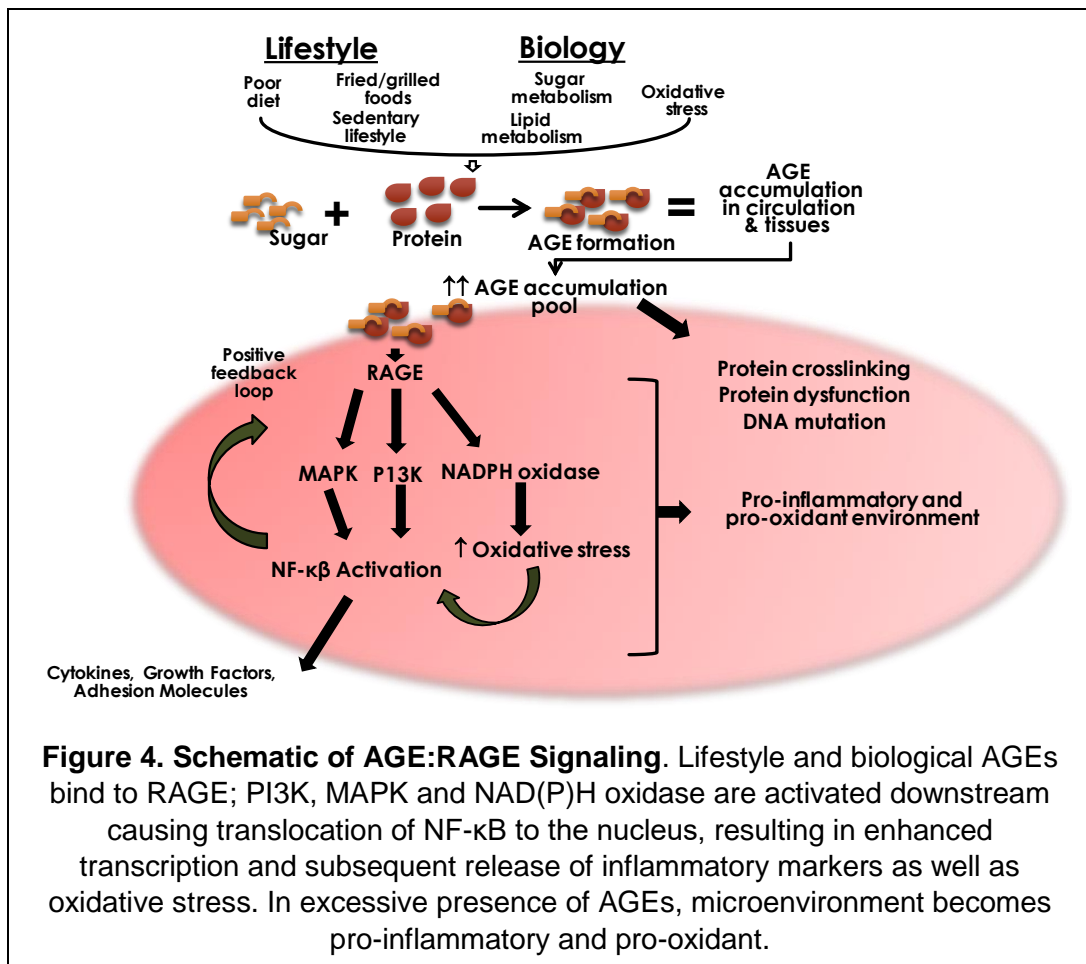 Lifestyle
Biology
Poor
diet
Fried/grilled
foods
Sedentary
lifestyle
Sugar
metabolism
Lipid
metabolism
Oxidative
stress
Sugar
+
Protein
AGE formation
=
AGE
accumulation
in circulation
& tissues
↑↑ AGE accumulation
pool
Positive
feedback
loop
RAGE
MAPK
P13K
NADPH oxidase
↑ Oxidative stress
NF-κβ Activation
Cytokines, Growth Factors,
Adhesion Molecules
Protein crosslinking
Protein dysfunction
DNA mutation
Pro-inflammatory and
pro-oxidant environment
Figure 4. Schematic of AGE:RAGE Signaling. Lifestyle and biological AGEs
bind to RAGE; PI3K, MAPK and NAD(P)H oxidase are activated downstream
causing translocation of NF-κB to the nucleus, resulting in enhanced
transcription and subsequent release of inflammatory markers as well as
oxidative stress. In excessive presence of AGEs, microenvironment becomes
pro-inflammatory and pro-oxidant.